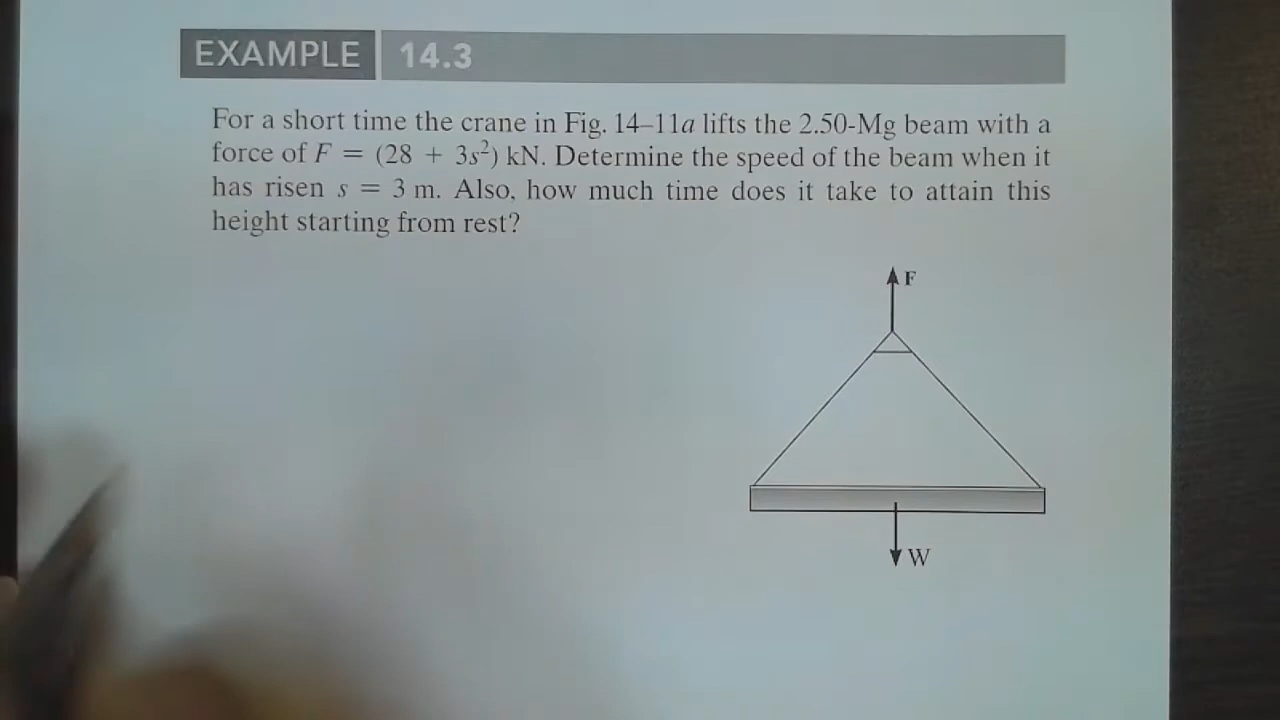 EXAMPLE 14.3
For a short time the crane in Fig. 14–11a lifts the 2.50-Mg beam with a
force of F = (28 + 3s²) kN. Determine the speed of the beam when it
has risen s = 3 m. Also, how much time does it take to attain this
height starting from rest?
F
W